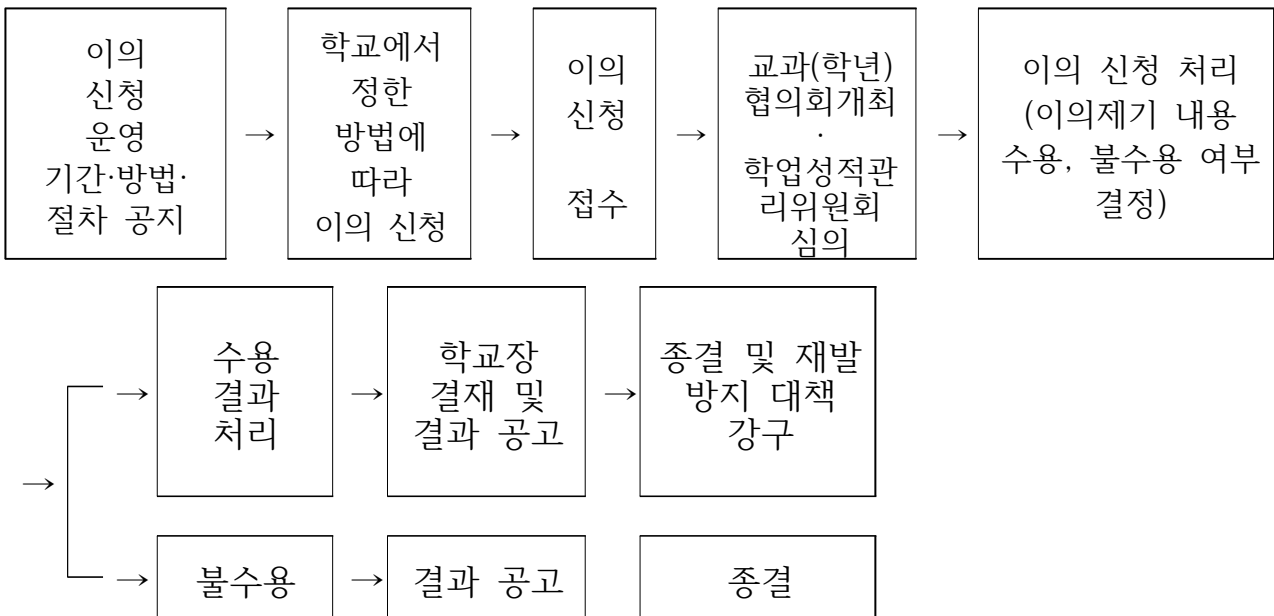 이의
신청
운영
기간·방법·
절차 공지
→
학교에서
정한
방법에
따라
이의 신청
→
이의
신청
접수
→
교과(학년)
협의회개최
·
학업성적관
리위원회
심의
→
이의 신청 처리
(이의제기 내용
수용, 불수용 여부
결정)
→
→
수용
결과
처리
→
학교장
결재 및
결과 공고
→
종결 및 재발
방지 대책
강구
→
불수용
→
결과 공고
종결